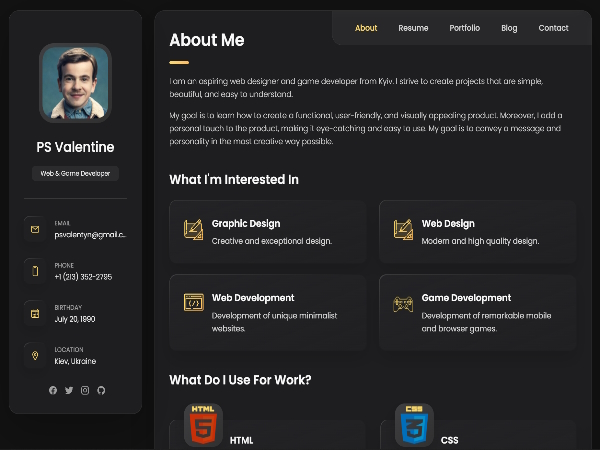 PS Valentine
Web & Game Developer
EMAIL
psvalentyn@gmail.c...
PHONE
+1 (213) 352-2795
BIRTHDAY
July 20, 1990
LOCATION
Kiev, Ukraine
About Resume Portfolio Blog Contact
About Me
I am an aspiring web designer and game developer from Kyiv. I strive to create projects that are simple,
beautiful, and easy to understand.
My goal is to learn how to create a functional, user-friendly, and visually appealing product. Moreover, I add a
personal touch to the product, making it eye-catching and easy to use. My goal is to convey a message and
personality in the most creative way possible.
What I'm Interested In
Graphic Design
Creative and exceptional design.
Web Design
Modern and high quality design.
Web Development
Development of unique minimalist
websites.
Game Development
Development of remarkable mobile
and browser games.
What Do I Use For Work?
HTML
5
HTML
CSS
3
CSS